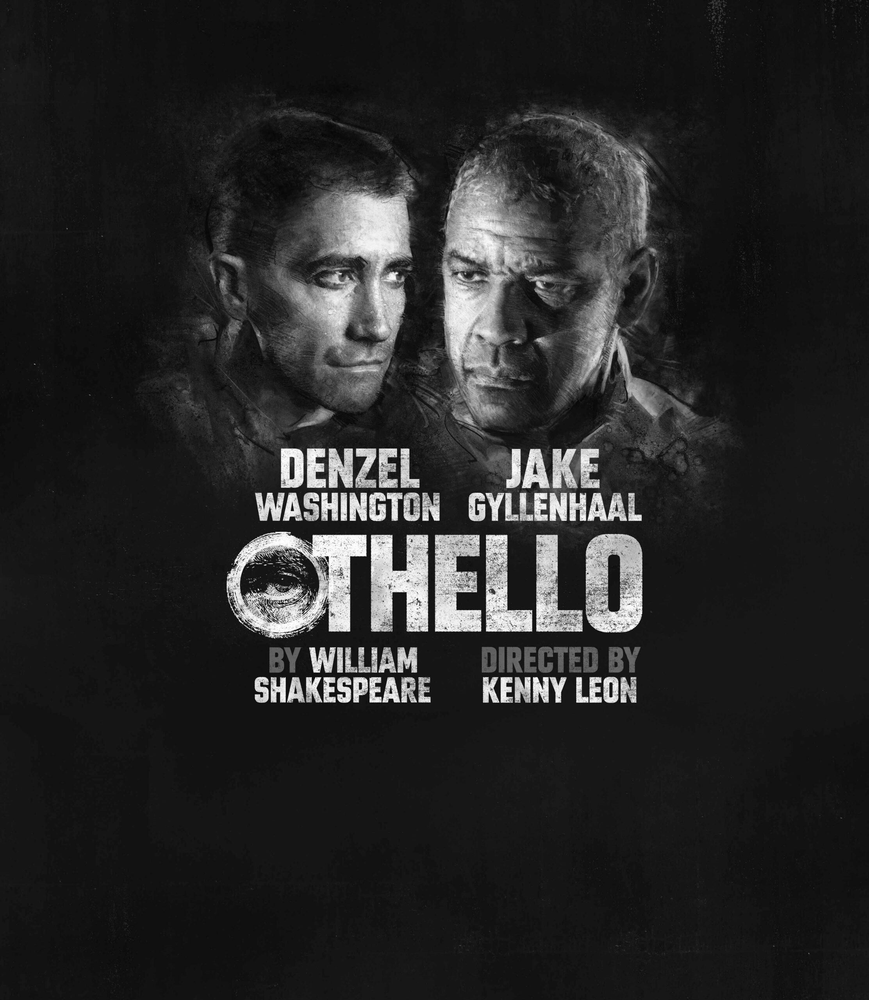 DENZEL WASHINGTON
JAKE GYLLENHAAL
OTHELLO
BY WILLIAM SHAKESPEARE
DIRECTED BY KENNY LEON